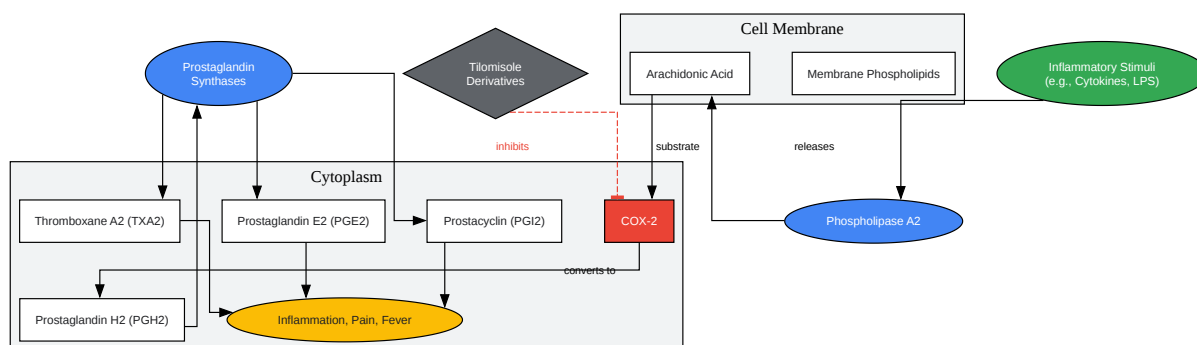 Cell Membrane
Prostaglandin
Synthases
Tilomisole
Derivatives
Arachidonic Acid
Membrane Phospholipids
Inflammatory Stimuli
(e.g., Cytokines, LPS)
inhibits
substrate
releases
Cytoplasm
Thromboxane A2 (TXA2)
Prostaglandin E2 (PGE2)
Prostacyclin (PGI2)
COX-2
Phospholipase A2
converts to
Prostaglandin H2 (PGH2)
Inflammation, Pain, Fever